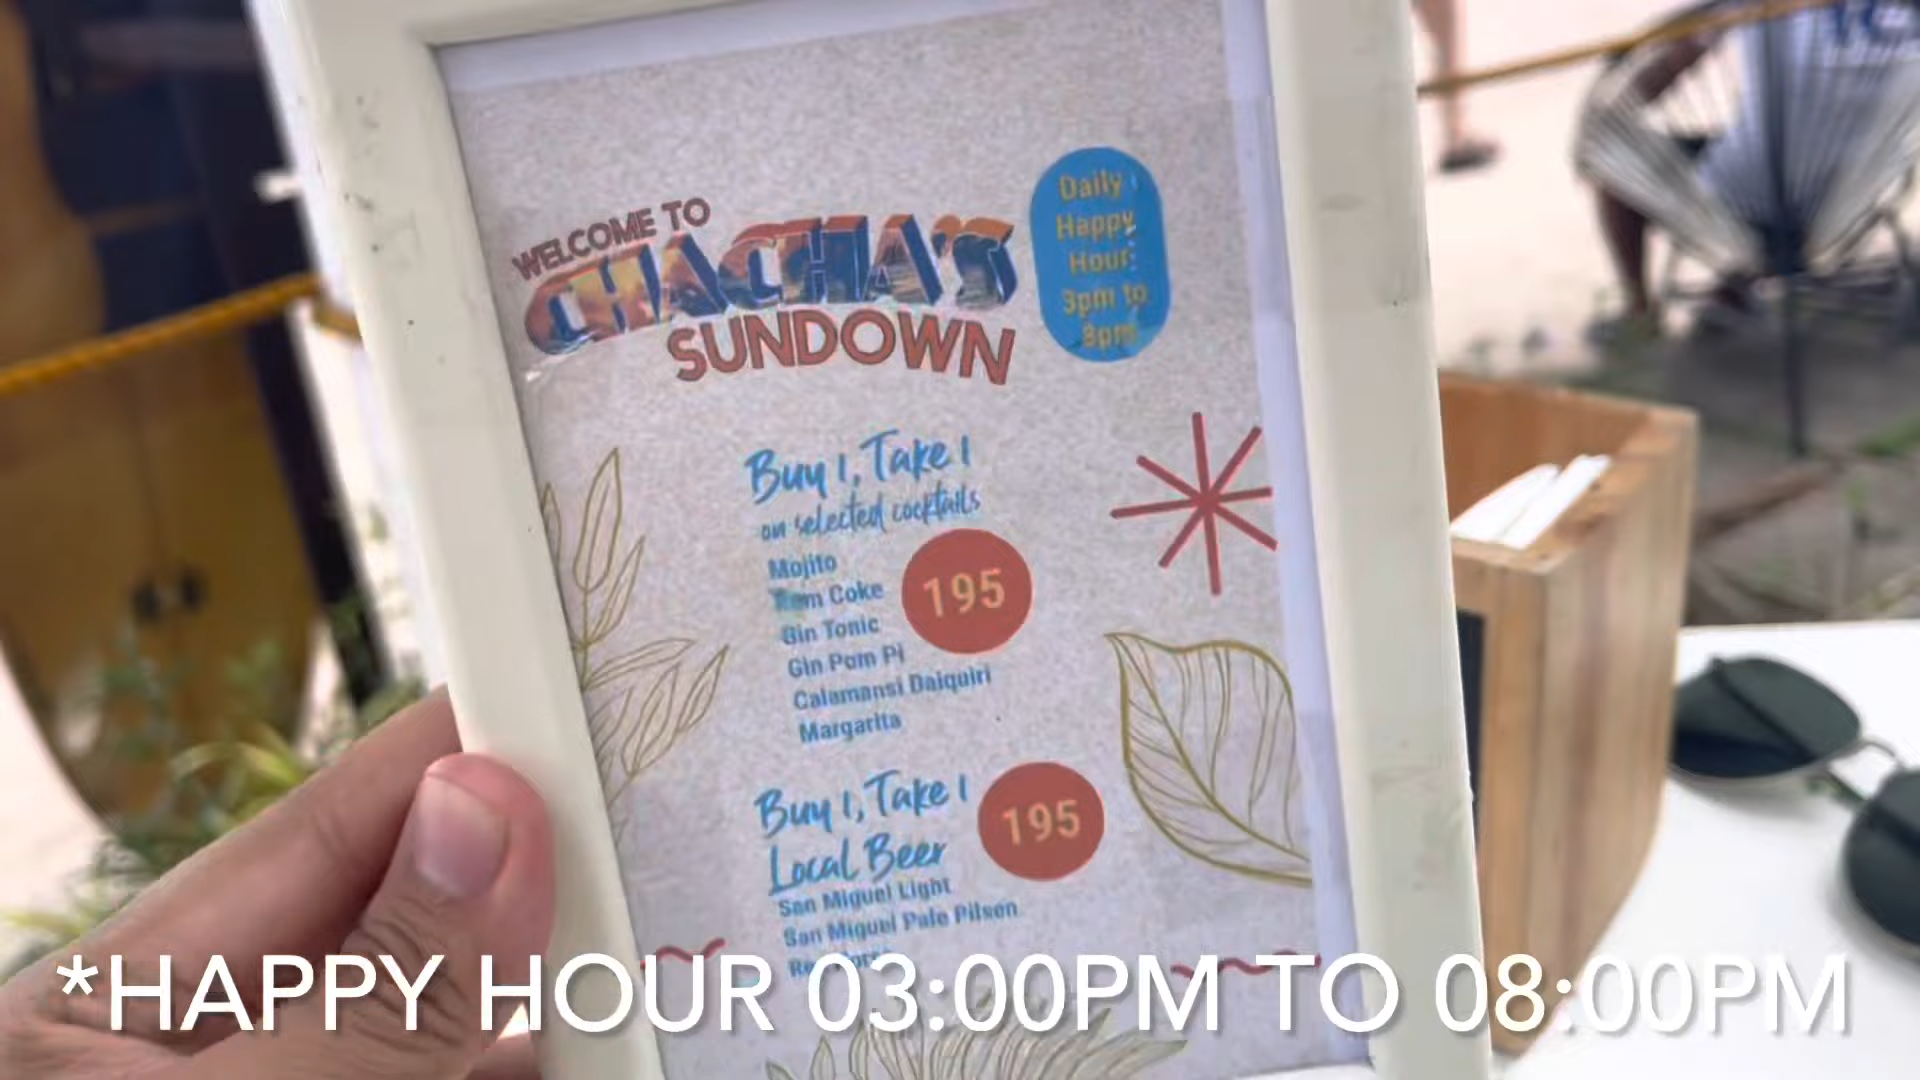 WELCOME TO
CHACHA'S
SUNDOWN
Daily
Happy
Hour:
3pm to
8pm
Buy 1, Take 1
on selected cocktails
Mojito
Rum Coke
Gin Tonic
Gin Pom Pi
Calamansi Daiquiri
Margarita
195
Buy 1, Take 1
Local Beer
195
San Miguel Light
San Miguel Pale Pilsen
*HAPPY HOUR 03:00PM TO 08:00PM